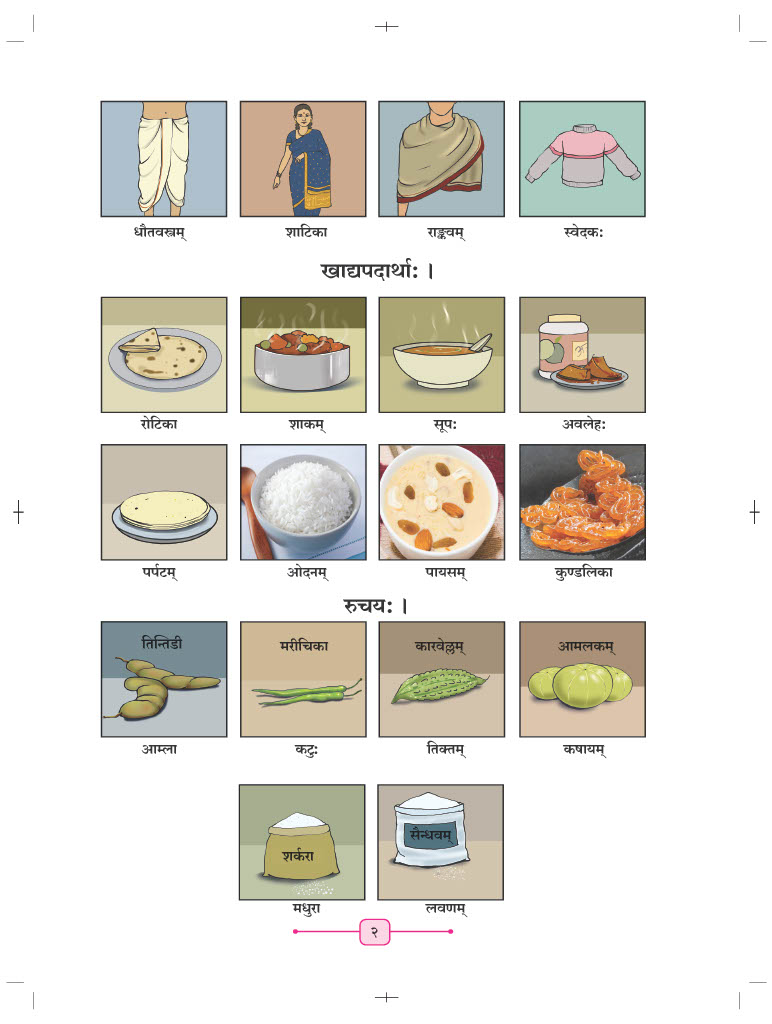 धौतवस्त्रम् शाटिका राङ्कवम् स्वेदकः
खाद्यपदार्थाः ।
रोटिका शाकम् सूपः अवलेहः
पर्पटम् ओदनम् पायसम् कुण्डलिका
रुचयः ।
तिन्तिडी मरीचिका कारवेल्लम् आमलकम्
आम्ला कटुः तिक्तम् कषायम्
शर्करा सैन्धवम्
मधुरा लवणम्
२